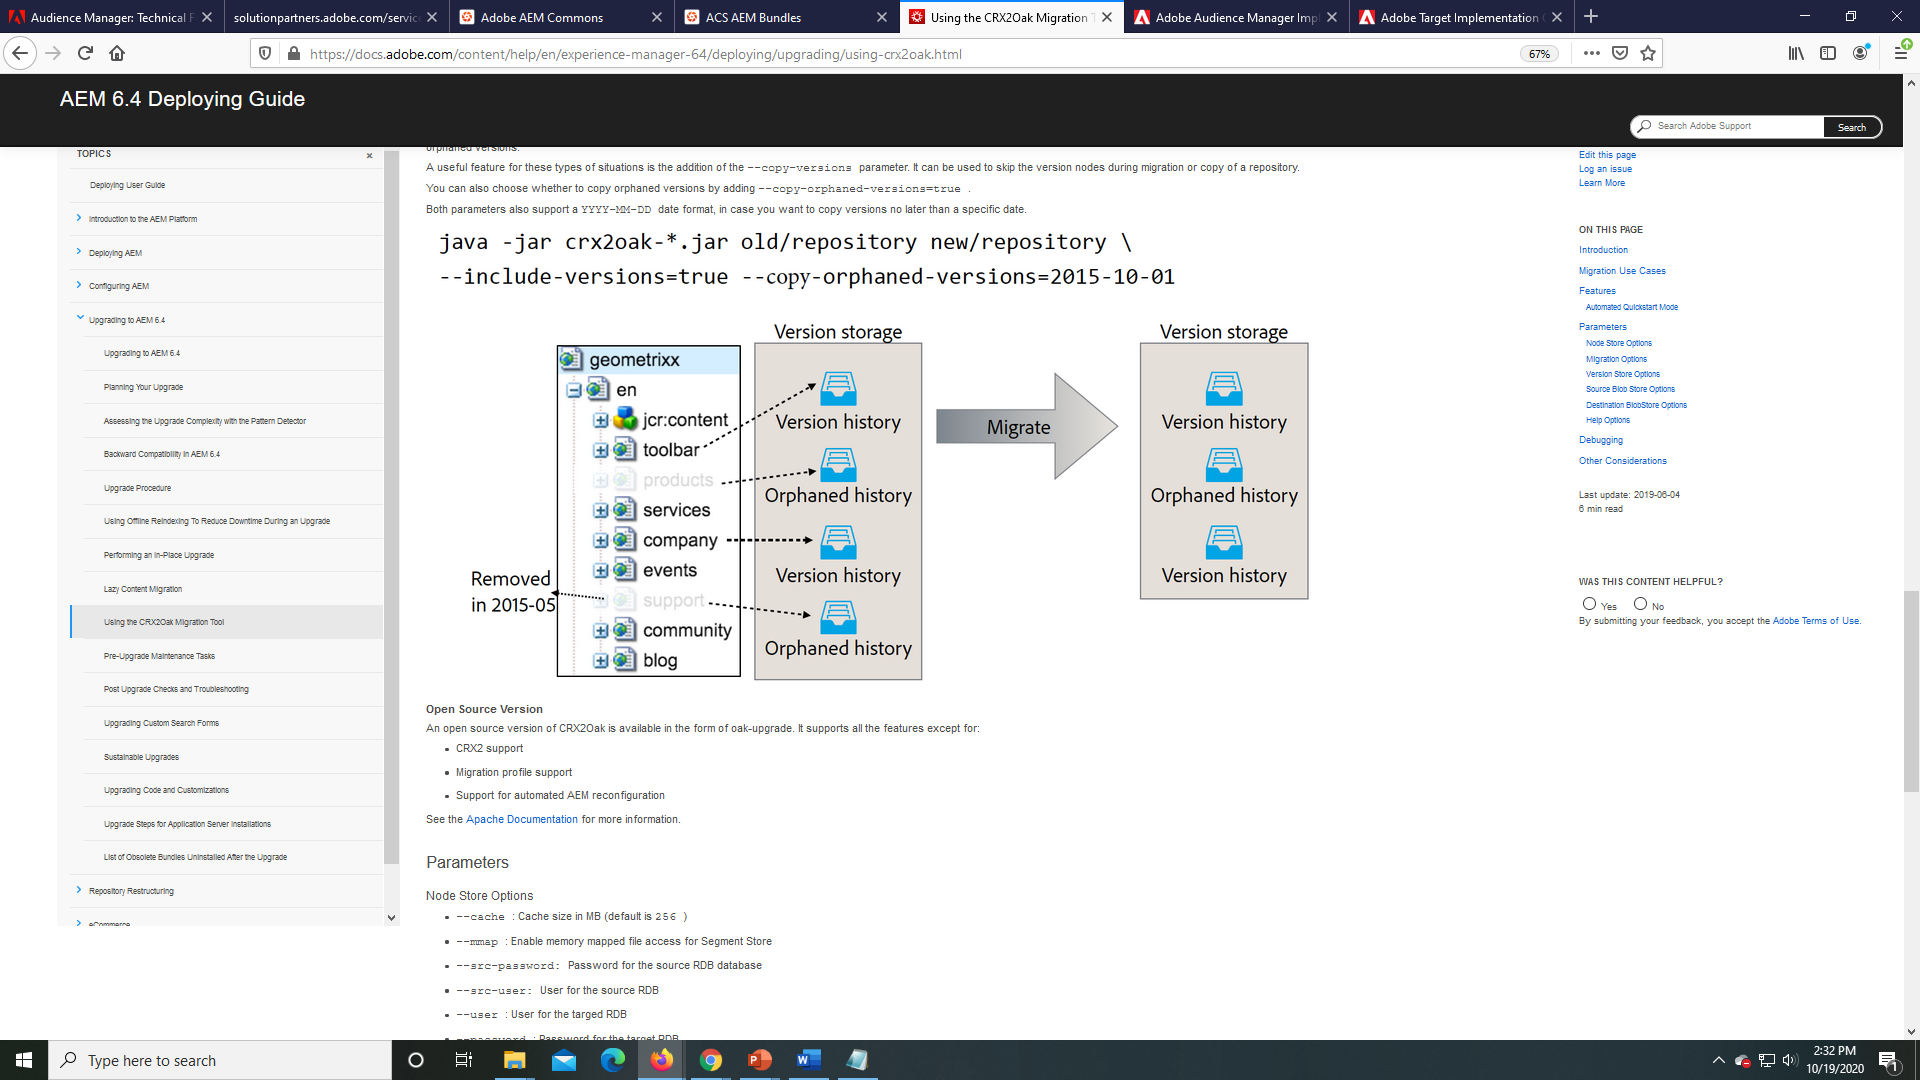 Audience Manager: Technical F
solutionpartners.adobe.com/servic
Adobe AEM Commons
ACS AEM Bundles
Using the CRX2Oak Migration T
Adobe Audience Manager Impl
Adobe Target Implementation C
https://docs.adobe.com/content/help/en/experience-manager-64/deploying/upgrading/using-crx2oak.html
67%
AEM 6.4 Deploying Guide
Search Adobe Support
Search
TOPICS
Deploying User Guide
Introduction to the AEM Platform
Deploying AEM
Configuring AEM
Upgrading to AEM 6.4
Upgrading to AEM 6.4
Planning Your Upgrade
Assessing the Upgrade Complexity with the Pattern Detector
Backward Compatibility in AEM 6.4
Upgrade Procedure
Using Offline Reindexing To Reduce Downtime During an Upgrade
Performing an In-Place Upgrade
Lazy Content Migration
Using the CRX2Oak Migration Tool
Pre-Upgrade Maintenance Tasks
Post Upgrade Checks and Troubleshooting
Upgrading Custom Search Forms
Sustainable Upgrades
Upgrading Code and Customizations
Upgrade Steps for Application Server Installations
List of Obsolete Bundles Uninstalled After the Upgrade
Repository Restructuring
eCommerce
orphaned versions.
A useful feature for these types of situations is the addition of the --copy-versions parameter. It can be used to skip the version nodes during migration or copy of a repository.
You can also choose whether to copy orphaned versions by adding --copy-orphaned-versions=true .
Both parameters also support a YYYY-MM-DD date format, in case you want to copy versions no later than a specific date.
java -jar crx2oak-*.jar old/repository new/repository \
--include-versions=true --copy-orphaned-versions=2015-10-01
geometrixx
en
jcr:content
toolbar
products
services
company
events
support
community
blog
Removed
in 2015-05
Version storage
Version history
Orphaned history
Version history
Orphaned history
Migrate
Version storage
Version history
Orphaned history
Version history
Open Source Version
An open source version of CRX2Oak is available in the form of oak-upgrade. It supports all the features except for:
CRX2 support
Migration profile support
Support for automated AEM reconfiguration
See the Apache Documentation for more information.
Parameters
Node Store Options
--cache : Cache size in MB (default is 256 )
--mmap : Enable memory mapped file access for Segment Store
--src-password: Password for the source RDB database
--src-user: User for the source RDB
--user : User for the targed RDB
--password : Password for the target RDB
Edit this page
Log an issue
Learn More
ON THIS PAGE
Introduction
Migration Use Cases
Features
Automated Quickstart Mode
Parameters
Node Store Options
Migration Options
Version Store Options
Source Blob Store Options
Destination BlobStore Options
Help Options
Debugging
Other Considerations
Last update: 2019-06-04
6 min read
WAS THIS CONTENT HELPFUL?
Yes
No
By submitting your feedback, you accept the Adobe Terms of Use.
Type here to search
2:32 PM
10/19/2020
1